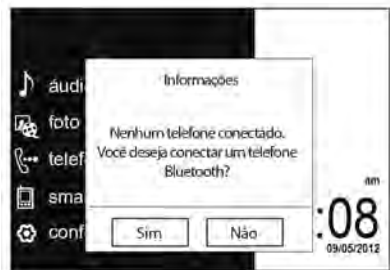 áudi
foto
telef
sma
conf
Informações
Nenhum telefone conectado.
Você deseja conectar um telefone
Bluetooth?
Sim
Não
am
:08
09/05/2012